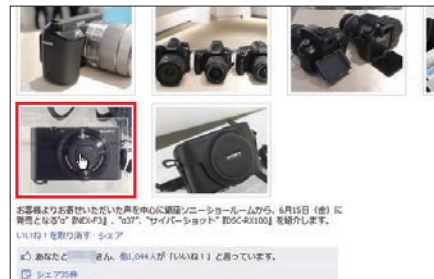 SONY
SONY
お客様よりお寄せいただいた声を中心に銀座ソニーショールームから、6月15日（金）に
発売となる"α"『NEX-F3』、"α37"、"サイバーショット"『DSC-RX100』を紹介します。
いいね！を取り消す・シェア
あなたと さん、他1,044人が「いいね！」と言っています。
シェア35件